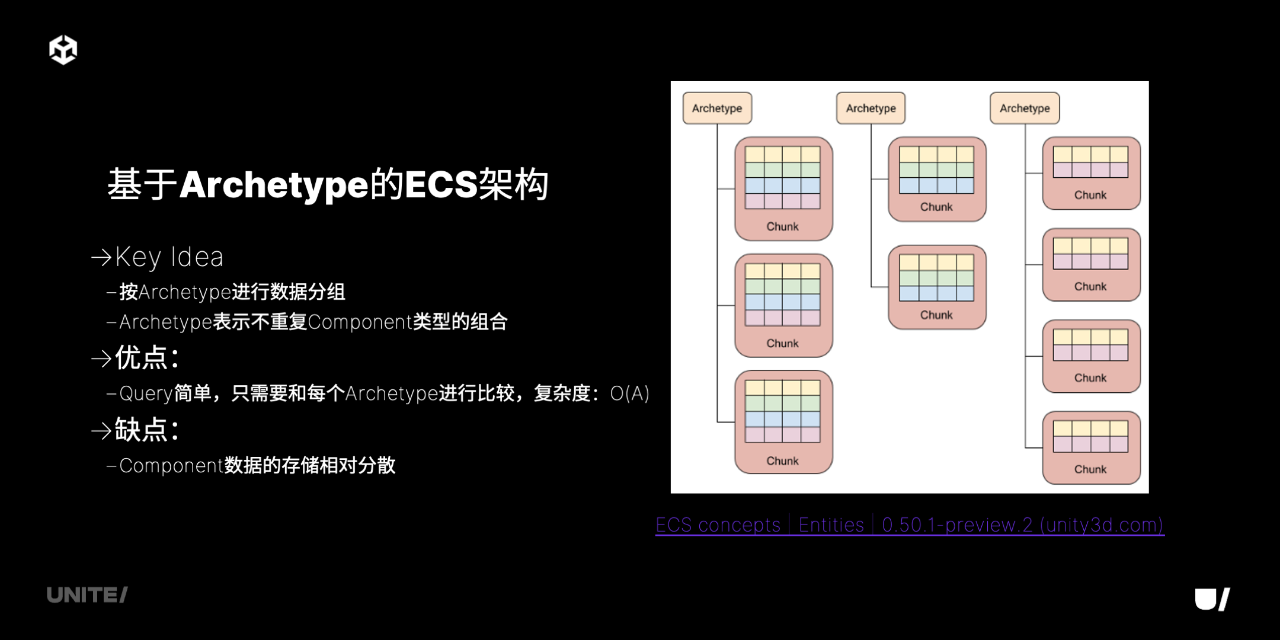 基于Archetype的ECS架构
→Key Idea
–按Archetype进行数据分组
–Archetype表示不重复Component类型的组合
→优点：
–Query简单，只需要和每个Archetype进行比较，复杂度：O(A)
→缺点：
–Component数据的存储相对分散
Archetype
Archetype
Archetype
Chunk
Chunk
Chunk
Chunk
Chunk
Chunk
Chunk
Chunk
Chunk
ECS concepts | Entities | 0.50.1-preview.2 (unity3d.com)
UNITE/
U/